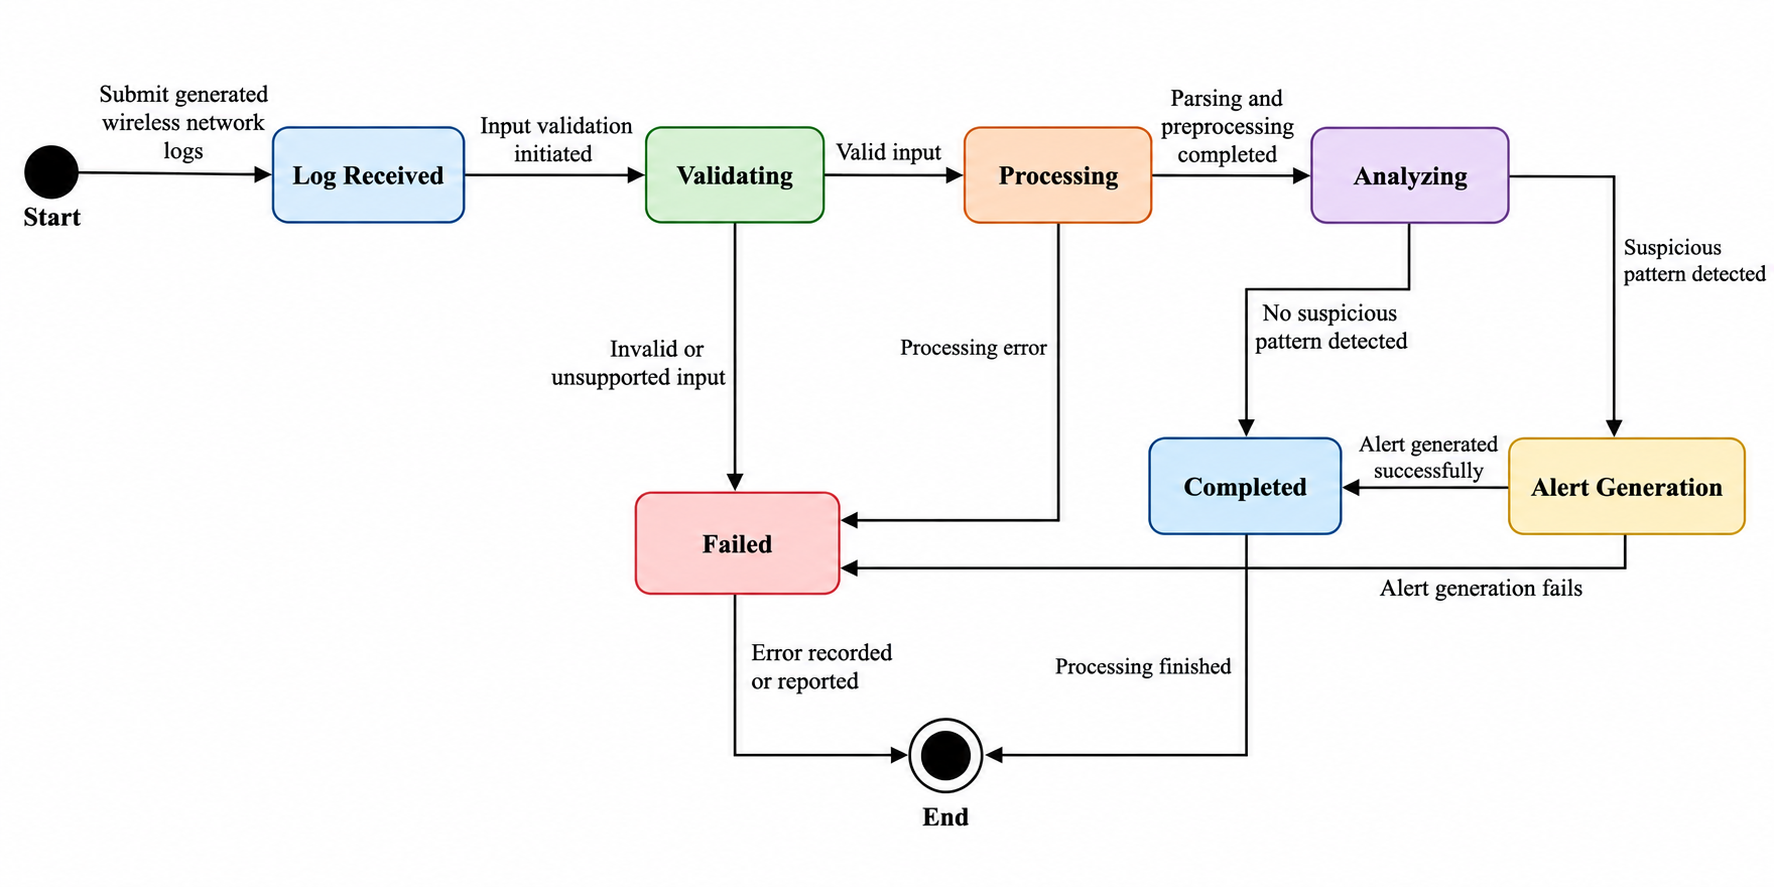 Submit generated
wireless network
logs
Start
Log Received
Input validation
initiated
Validating
Valid input
Processing
Parsing and
preprocessing
completed
Analyzing
Suspicious
pattern detected
No suspicious
pattern detected
Invalid or
unsupported input
Processing error
Completed
Alert generated
successfully
Alert Generation
Failed
Alert generation fails
Error recorded
or reported
Processing finished
End